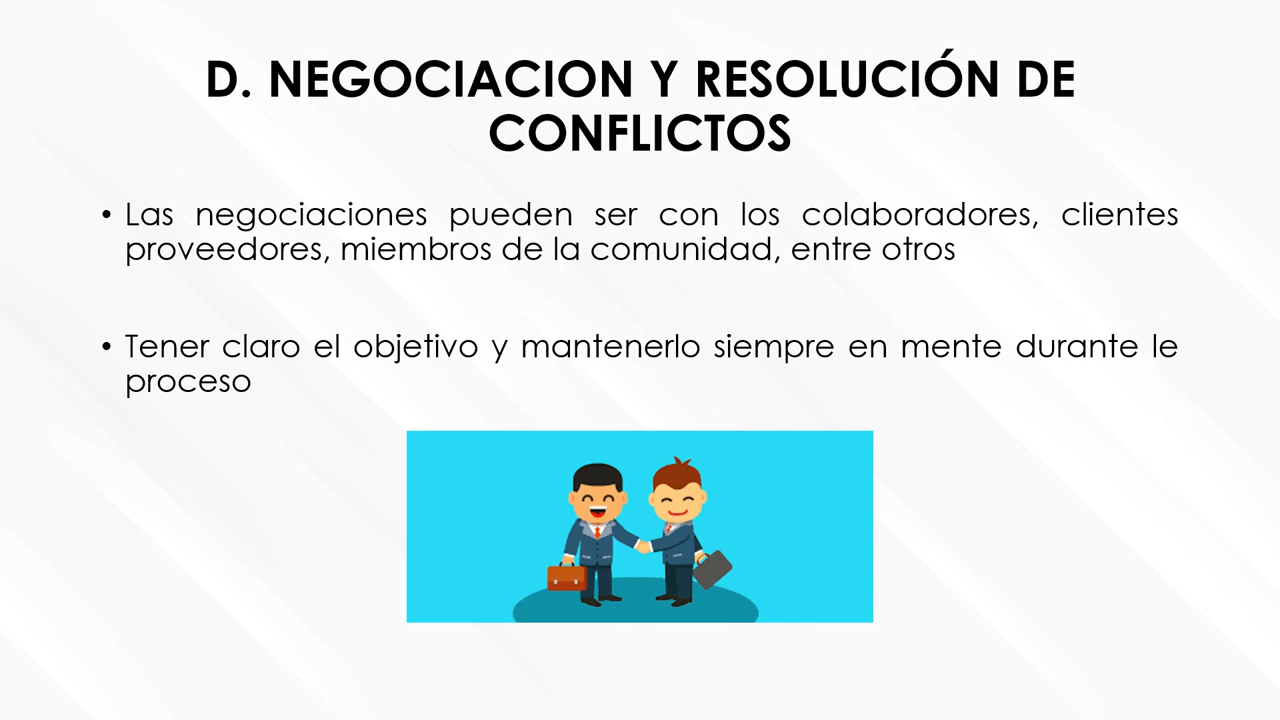 D. NEGOCIACION Y RESOLUCIÓN DE
CONFLICTOS
• Las negociaciones pueden ser con los colaboradores, clientes
proveedores, miembros de la comunidad, entre otros
• Tener claro el objetivo y mantenerlo siempre en mente durante le
proceso